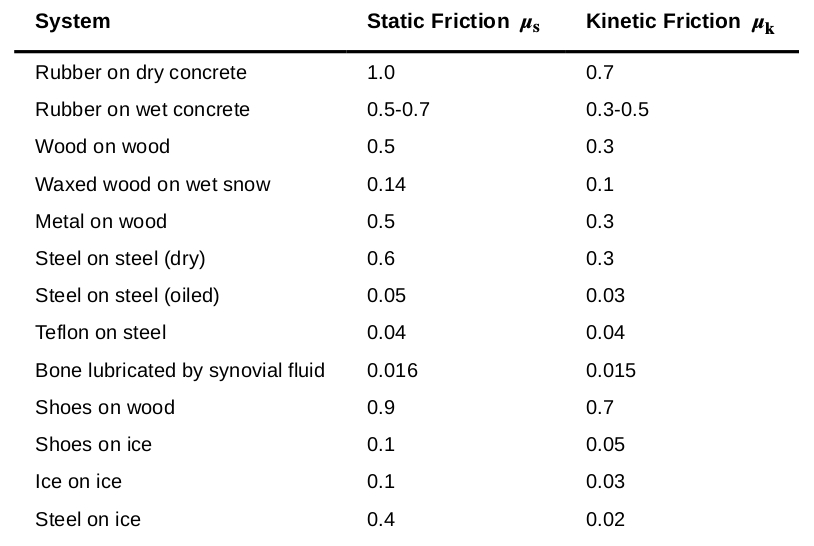 System Static Friction μs Kinetic Friction μk
Rubber on dry concrete 1.0 0.7
Rubber on wet concrete 0.5-0.7 0.3-0.5
Wood on wood 0.5 0.3
Waxed wood on wet snow 0.14 0.1
Metal on wood 0.5 0.3
Steel on steel (dry) 0.6 0.3
Steel on steel (oiled) 0.05 0.03
Teflon on steel 0.04 0.04
Bone lubricated by synovial fluid 0.016 0.015
Shoes on wood 0.9 0.7
Shoes on ice 0.1 0.05
Ice on ice 0.1 0.03
Steel on ice 0.4 0.02